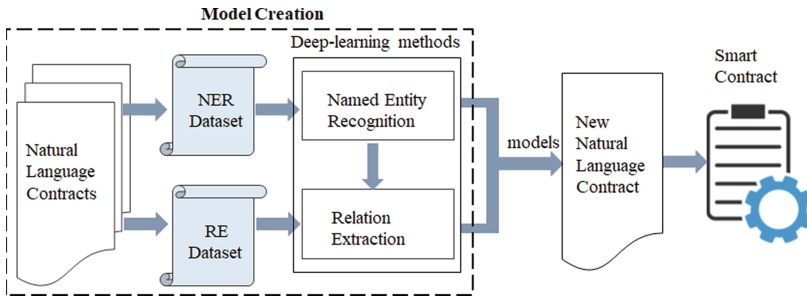 Model Creation
Deep-learning methods
Natural
Language
Contracts
NER
Dataset
RE
Dataset
Named Entity
Recognition
Relation
Extraction
models
New
Natural
Language
Contract
Smart
Contract